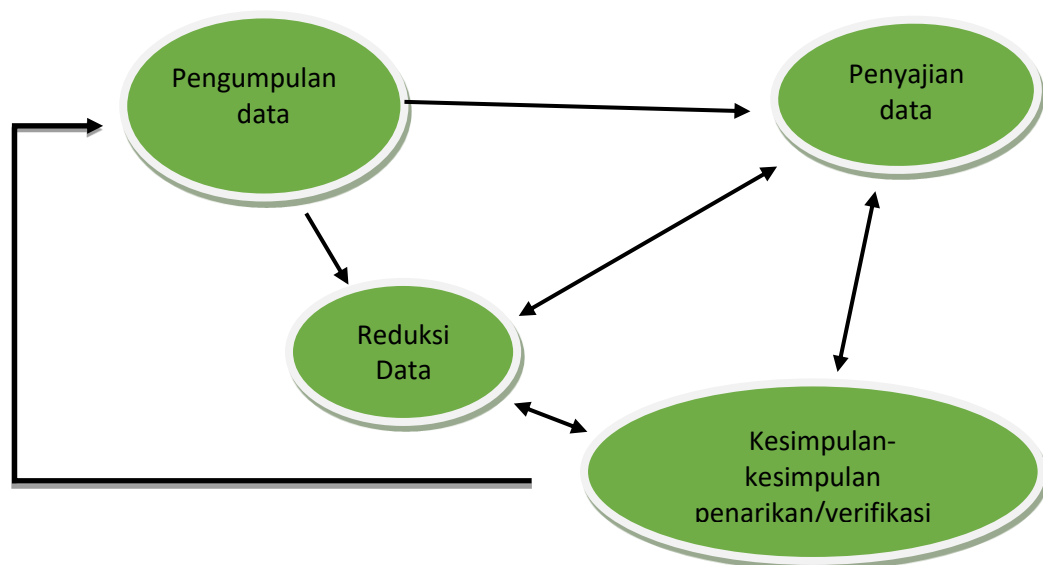 Pengumpulan
data
Penyajian
data
Reduksi
Data
Kesimpulan-
kesimpulan
penarikan/verifikasi